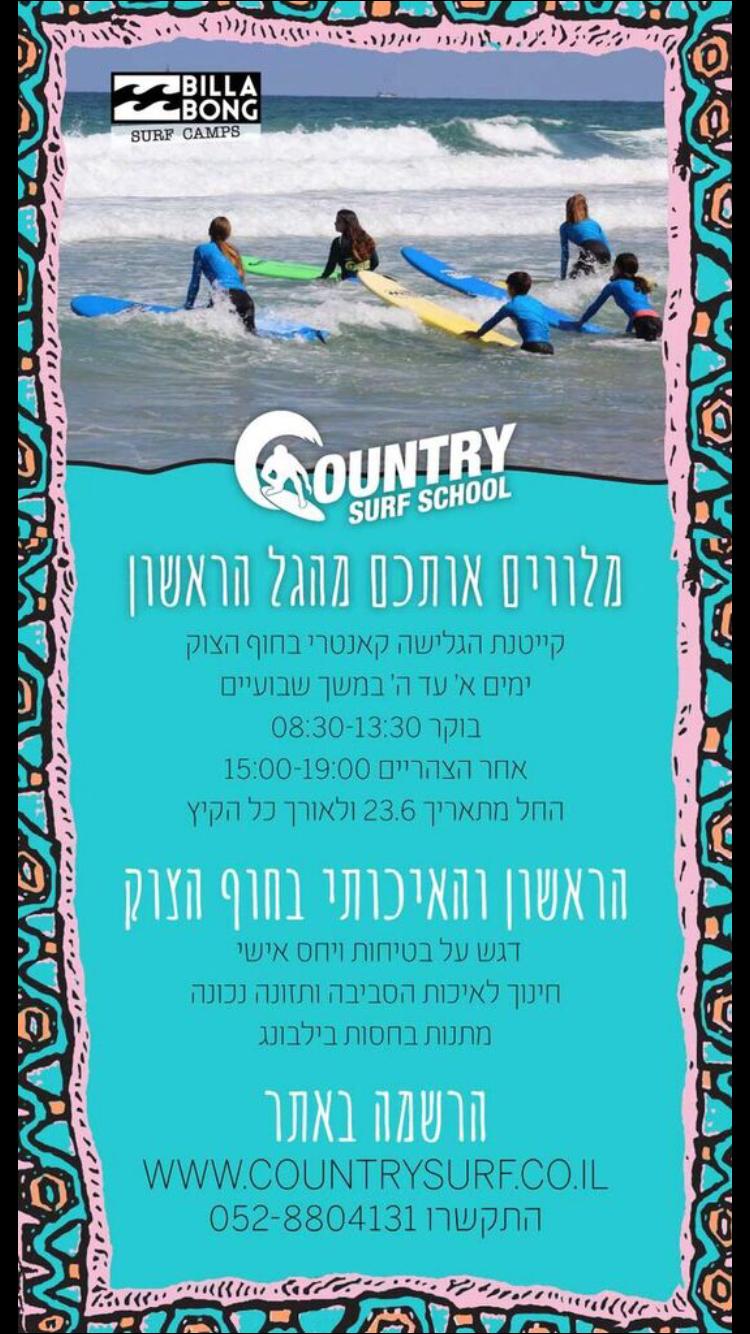 BILLA
BONG
SURF CAMPS
COUNTRY
SURF SCHOOL
מלווים אותכם מהגל הראשון
קייטנת הגלישה קאנטרי בחוף הצוק
ימים א' עד ה' במשך שבועיים
בוקר 08:30-13:30
אחר הצהריים 15:00-19:00
החל מתאריך 23.6 ולאורך כל הקיץ
הראשון והאיכותי בחוף הצוק
דגש על בטיחות ויחס אישי
חינוך לאיכות הסביבה ותזונה נכונה
מתנות בחסות בילבונג
הרשמה באתר
WWW.COUNTRYSURF.CO.IL
התקשרו 052-8804131